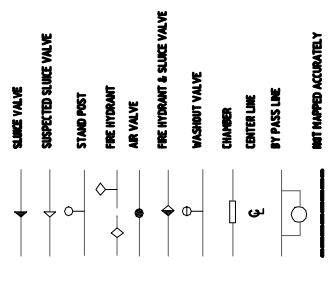 SLUICE VALVE
SUSPECTED SLUICE VALVE
STAND POST
FIRE HYDRANT
AIR VALVE
FIRE HYDRANT & SLUICE VALVE
WASHOUT VALVE
CHAMBER
CENTER LINE
℄
BY PASS LINE
NOT MAPPED ACCURATELY